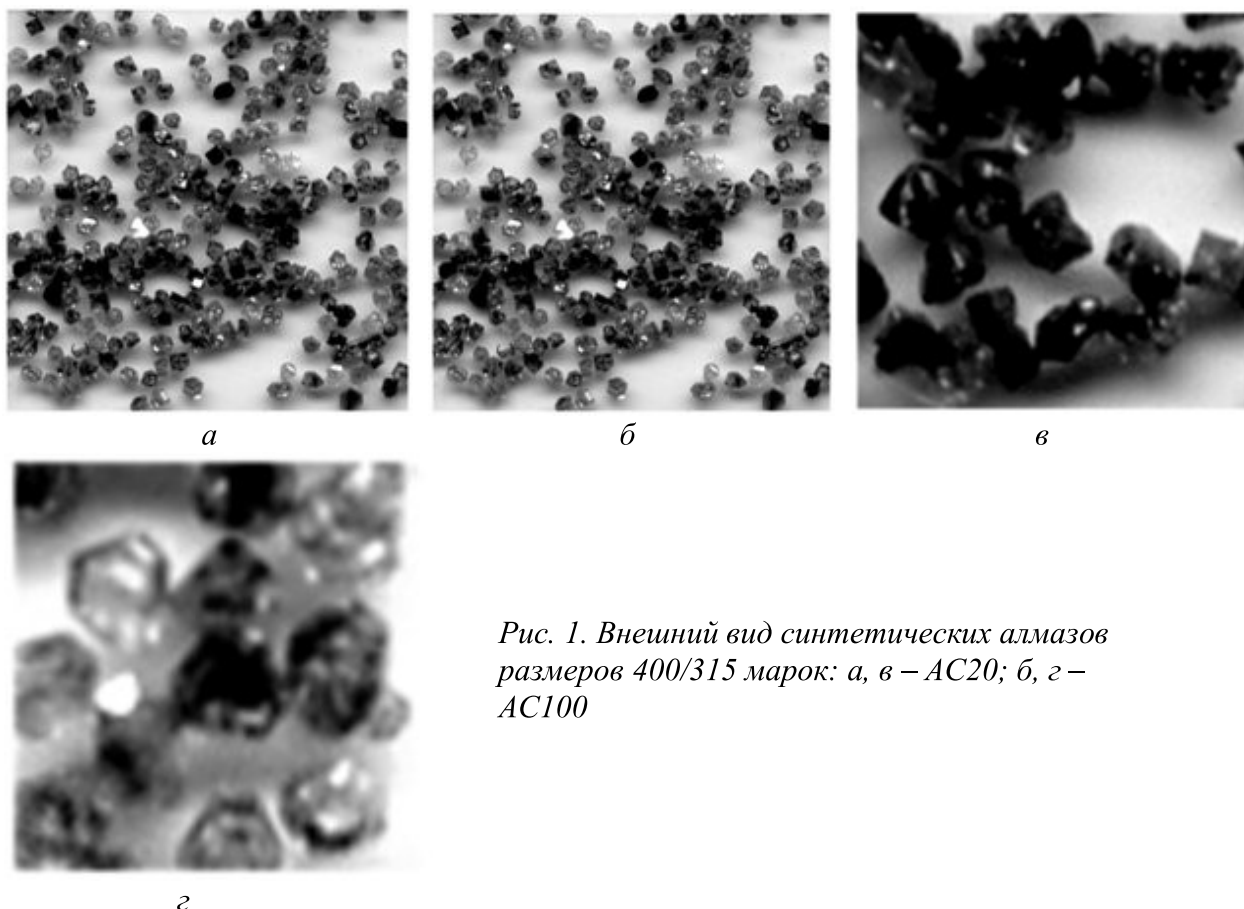 а
б
в
г
Рис. 1. Внешний вид синтетических алмазов
размеров 400/315 марок: а, в – АС20; б, г –
АС100